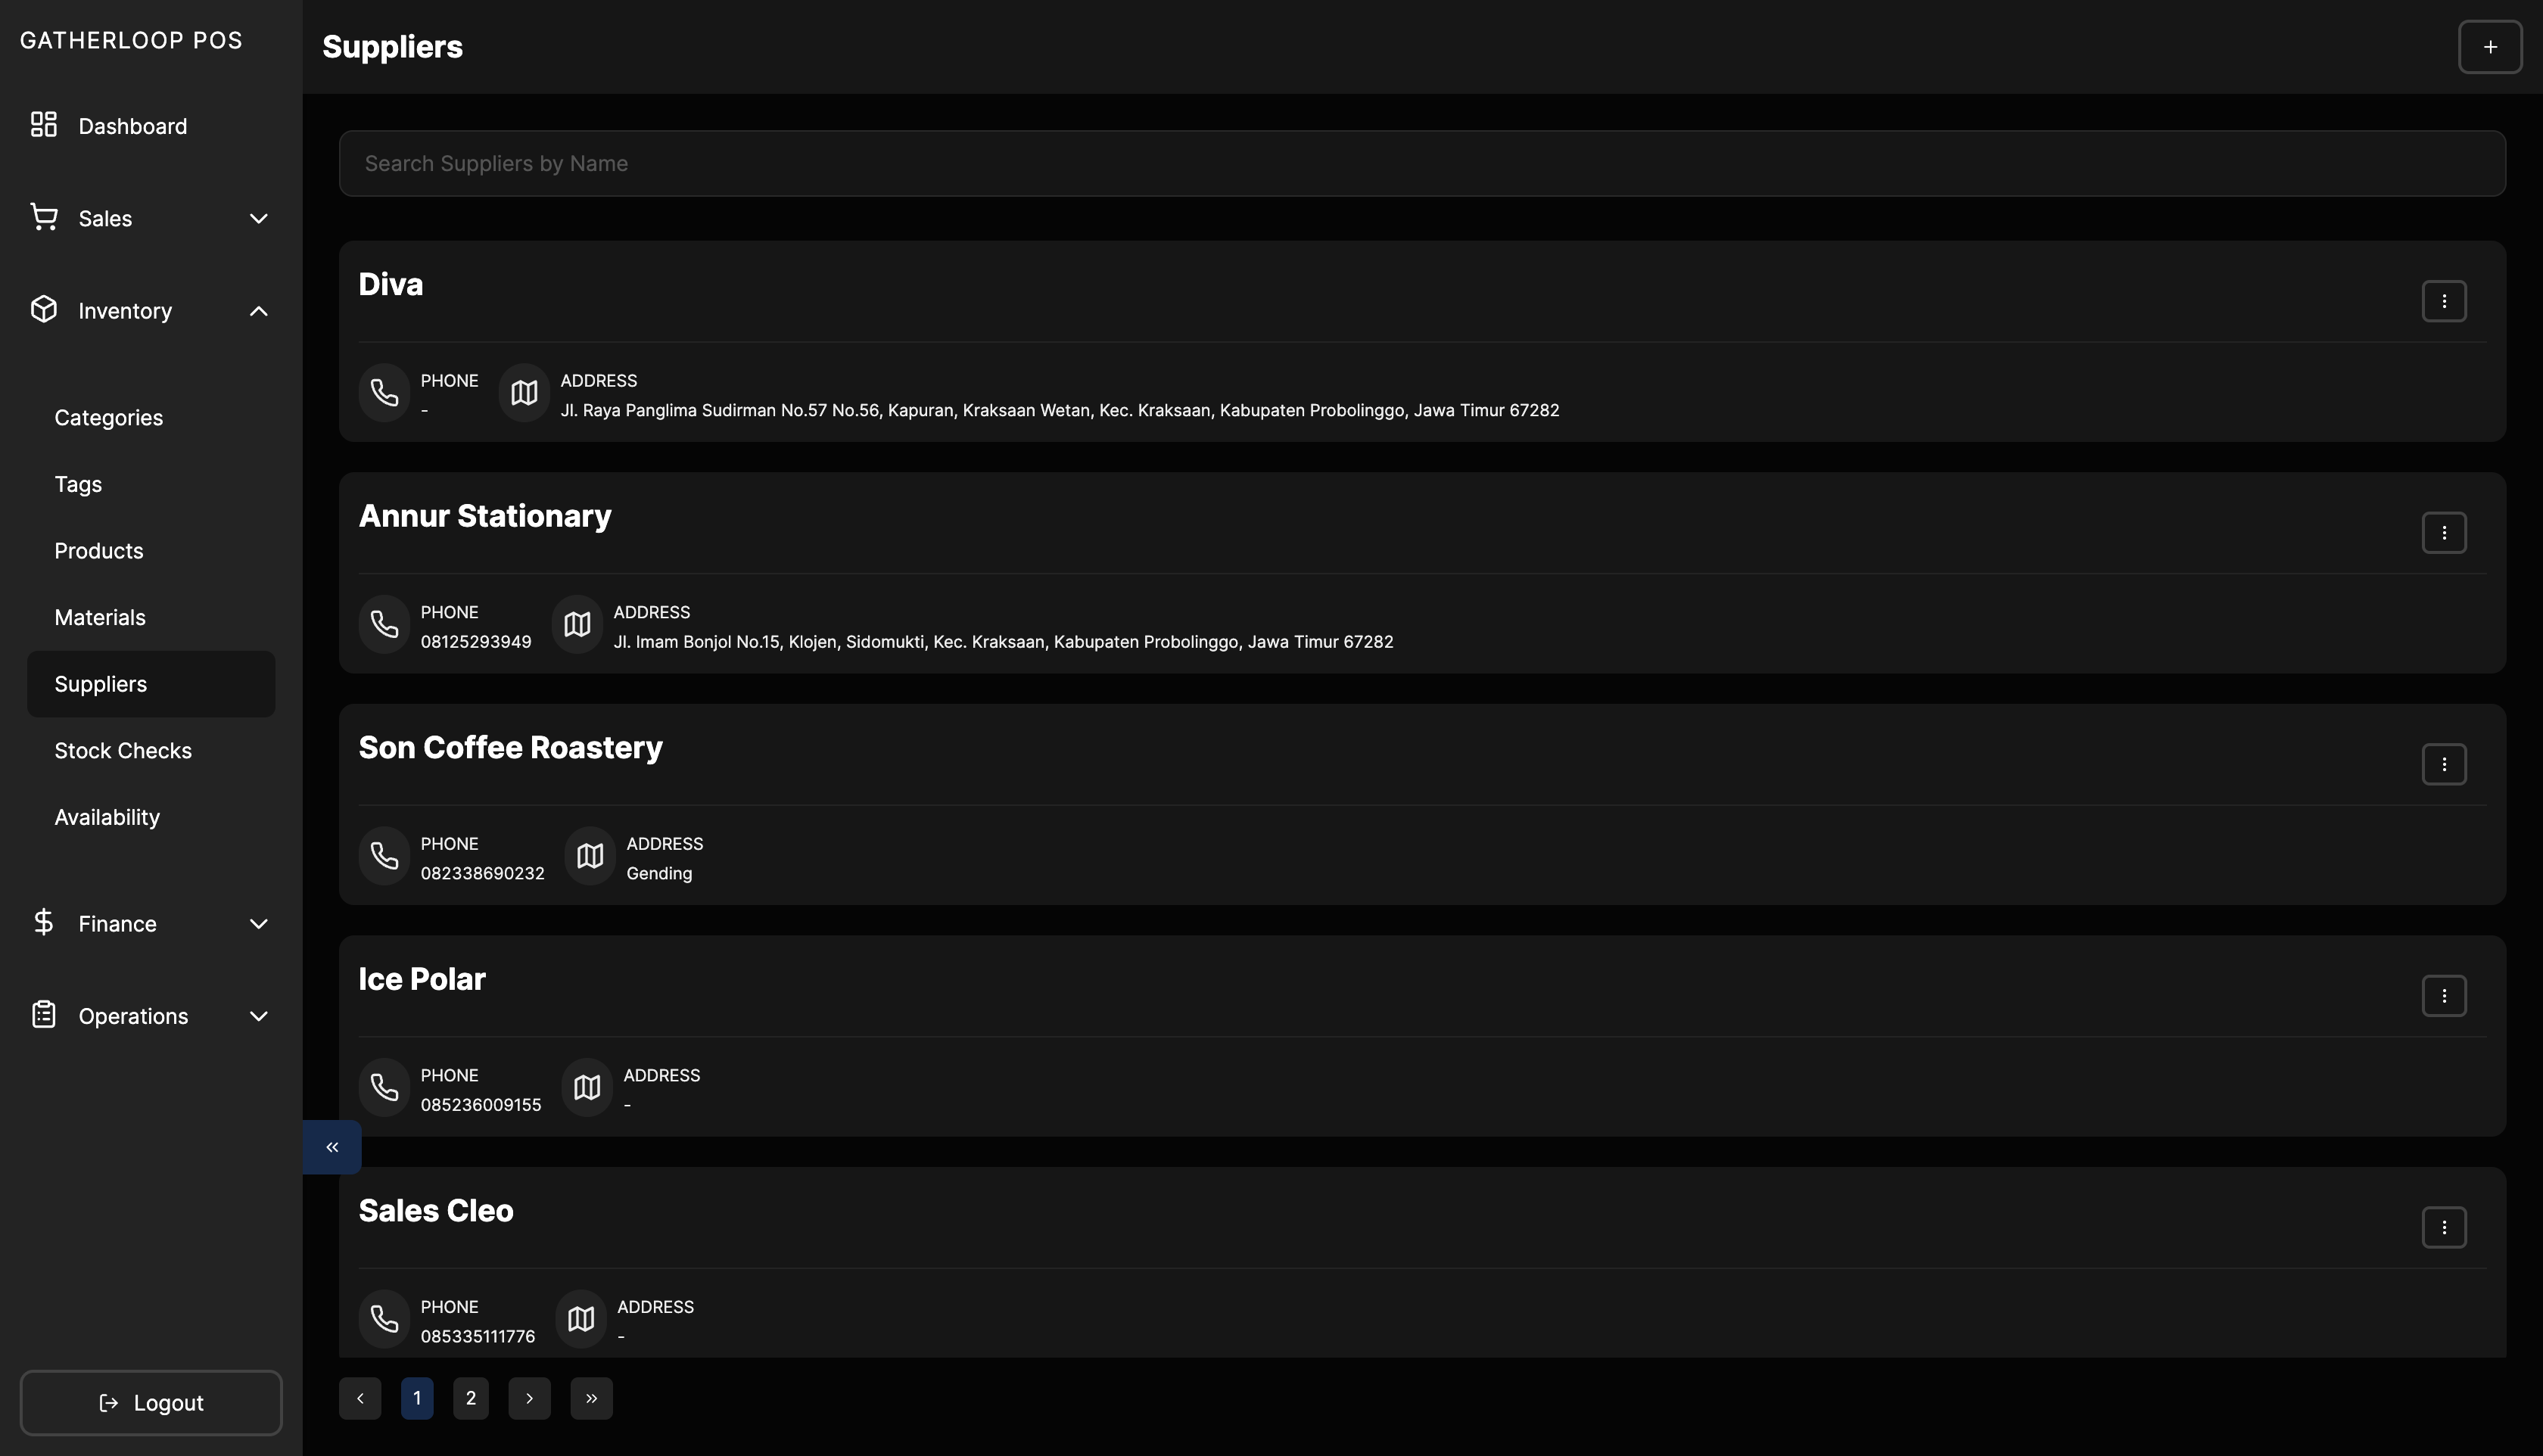 GATHERLOOP POS
Dashboard
Sales
Inventory
Categories
Tags
Products
Materials
Suppliers
Stock Checks
Availability
Finance
Operations
Logout
Suppliers
+
Search Suppliers by Name
Diva
PHONE
-
ADDRESS
Jl. Raya Panglima Sudirman No.57 No.56, Kapuran, Kraksaan Wetan, Kec. Kraksaan, Kabupaten Probolinggo, Jawa Timur 67282
Annur Stationary
PHONE
08125293949
ADDRESS
Jl. Imam Bonjol No.15, Klojen, Sidomukti, Kec. Kraksaan, Kabupaten Probolinggo, Jawa Timur 67282
Son Coffee Roastery
PHONE
082338690232
ADDRESS
Gending
Ice Polar
PHONE
085236009155
ADDRESS
-
Sales Cleo
PHONE
085335111776
ADDRESS
-
1 2